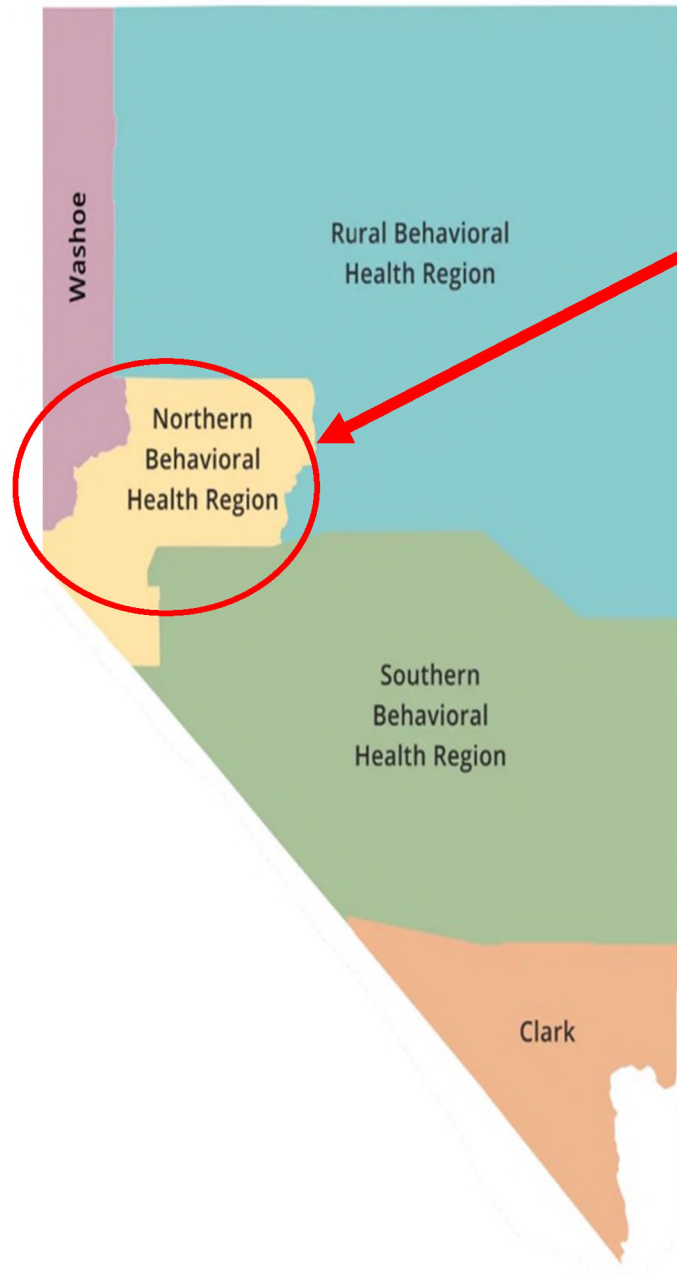 Washoe
Rural Behavioral
Health Region
Northern
Behavioral
Health Region
Southern
Behavioral
Health Region
Clark